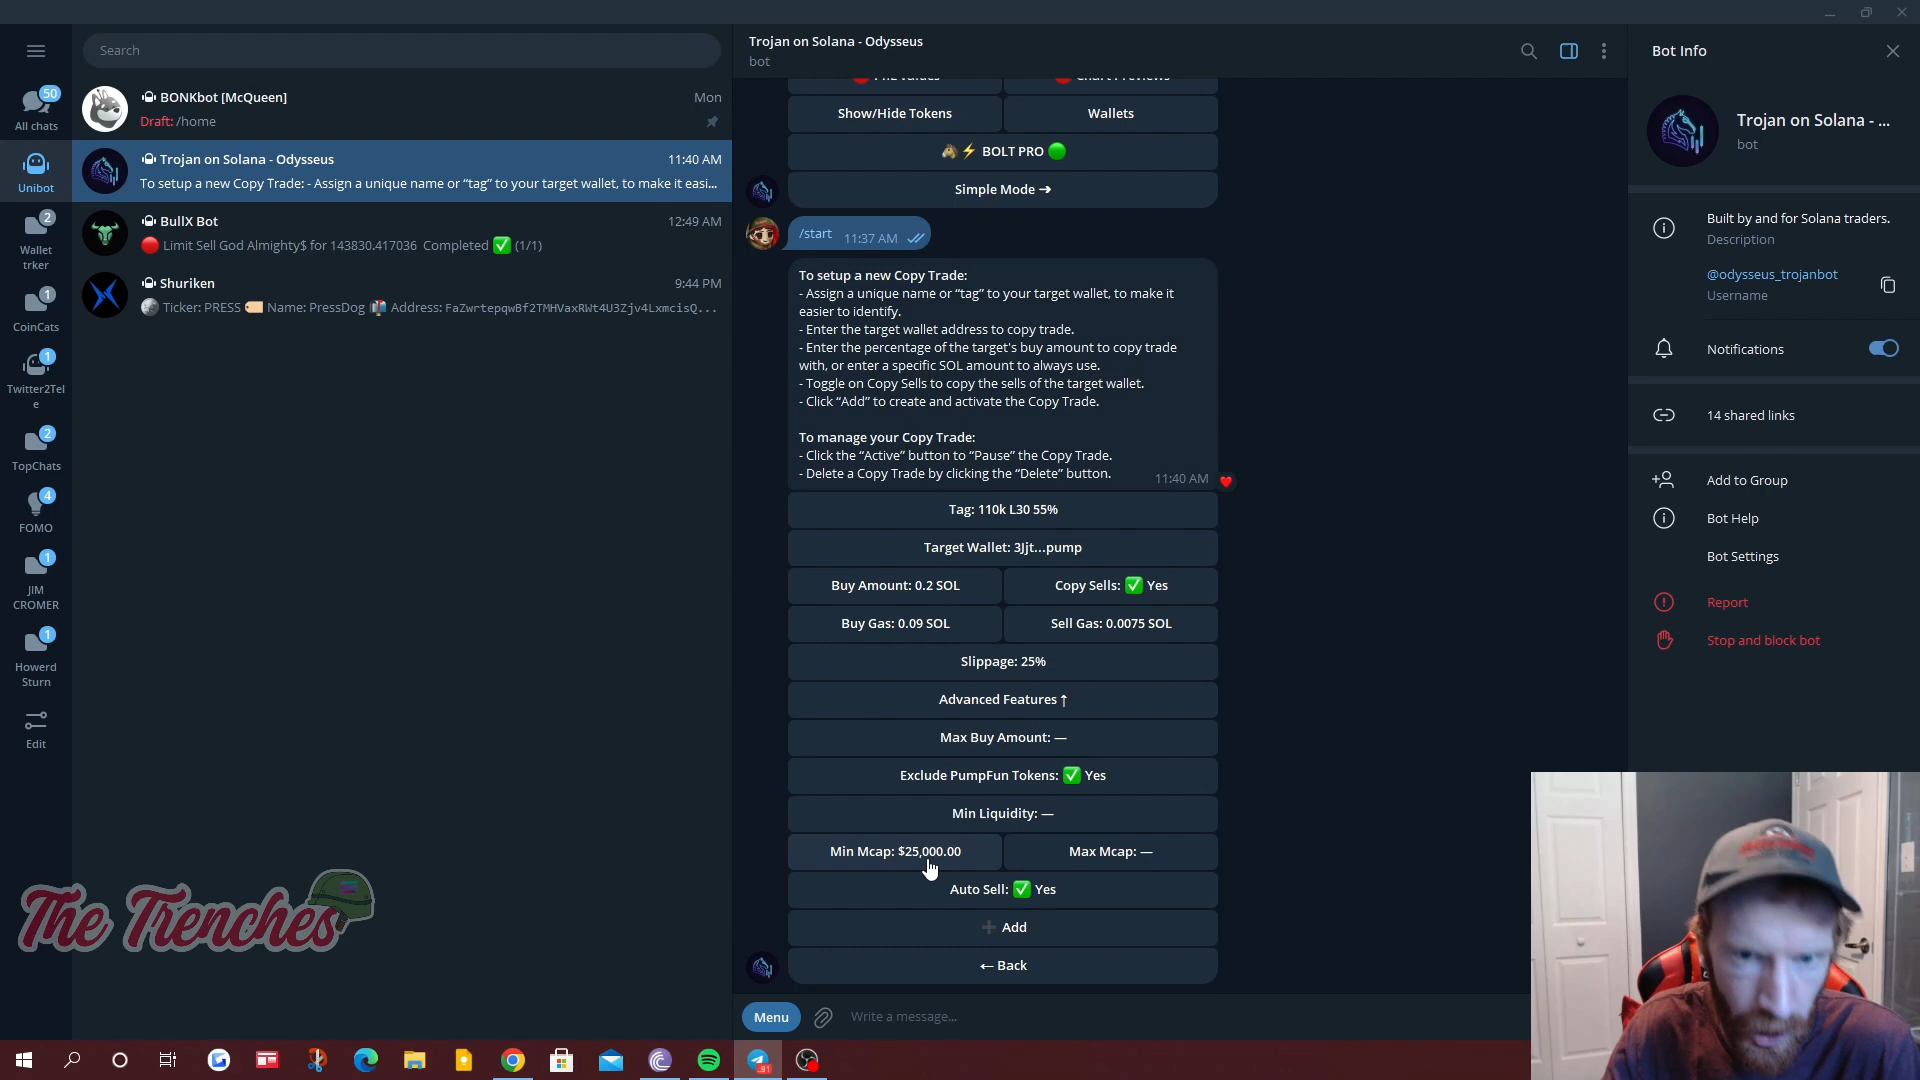 Search
50
All chats
Unibot
2
Wallet
trker
1
CoinCats
1
Twitter2Tel
e
2
TopChats
4
FOMO
1
JIM
CROMER
1
Howerd
Sturn
Edit
BONKbot [McQueen]
Mon
Draft: /home
Trojan on Solana - Odysseus
11:40 AM
To setup a new Copy Trade: - Assign a unique name or “tag” to your target wallet, to make it easi...
BullX Bot
12:49 AM
Limit Sell God Almighty$ for 143830.417036 Completed ✅ (1/1)
Shuriken
9:44 PM
Ticker: PRESS Name: PressDog Address: FaZwrtepqwBf2TMHVaxRWt4U3Zjv4LxmcisQ...
The Trenches
Trojan on Solana - Odysseus
bot
PnL Values
Chart Previews
Show/Hide Tokens
Wallets
BOLT PRO
Simple Mode ➔
/start
11:37 AM
To setup a new Copy Trade:
- Assign a unique name or “tag” to your target wallet, to make it
easier to identify.
- Enter the target wallet address to copy trade.
- Enter the percentage of the target's buy amount to copy trade
with, or enter a specific SOL amount to always use.
- Toggle on Copy Sells to copy the sells of the target wallet.
- Click “Add” to create and activate the Copy Trade.
To manage your Copy Trade:
- Click the “Active” button to “Pause” the Copy Trade.
- Delete a Copy Trade by clicking the “Delete” button.
11:40 AM
Tag: 110k L30 55%
Target Wallet: 3Jjt...pump
Buy Amount: 0.2 SOL
Copy Sells: ✅ Yes
Buy Gas: 0.09 SOL
Sell Gas: 0.0075 SOL
Slippage: 25%
Advanced Features ↑
Max Buy Amount: —
Exclude PumpFun Tokens: ✅ Yes
Min Liquidity: —
Min Mcap: $25,000.00
Max Mcap: —
Auto Sell: ✅ Yes
➕ Add
← Back
Menu
Write a message...
Bot Info
Trojan on Solana - ...
bot
Built by and for Solana traders.
Description
@odysseus_trojanbot
Username
Notifications
14 shared links
Add to Group
Bot Help
Bot Settings
Report
Stop and block bot
91